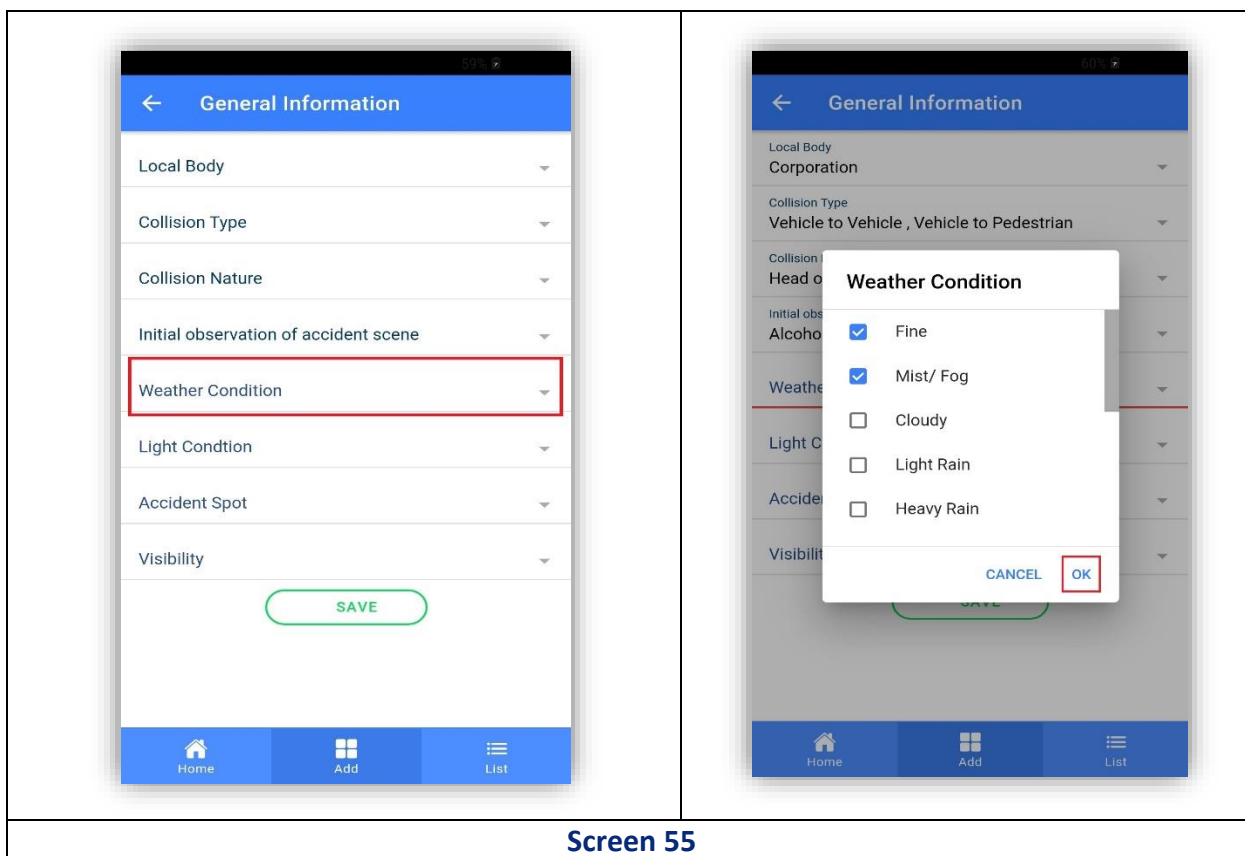 59%
General Information
Local Body
Collision Type
Collision Nature
Initial observation of accident scene
Weather Condition
Light Condtion
Accident Spot
Visibility
SAVE
Home Add List
60%
General Information
Local Body
Corporation
Collision Type
Vehicle to Vehicle , Vehicle to Pedestrian
Collision
Head o
Initial obs
Alcoho
Weathe
Light C
Accide
Visibilit
Weather Condition
Fine
Mist/ Fog
Cloudy
Light Rain
Heavy Rain
CANCEL OK
SAVE
Home Add List
Screen 55